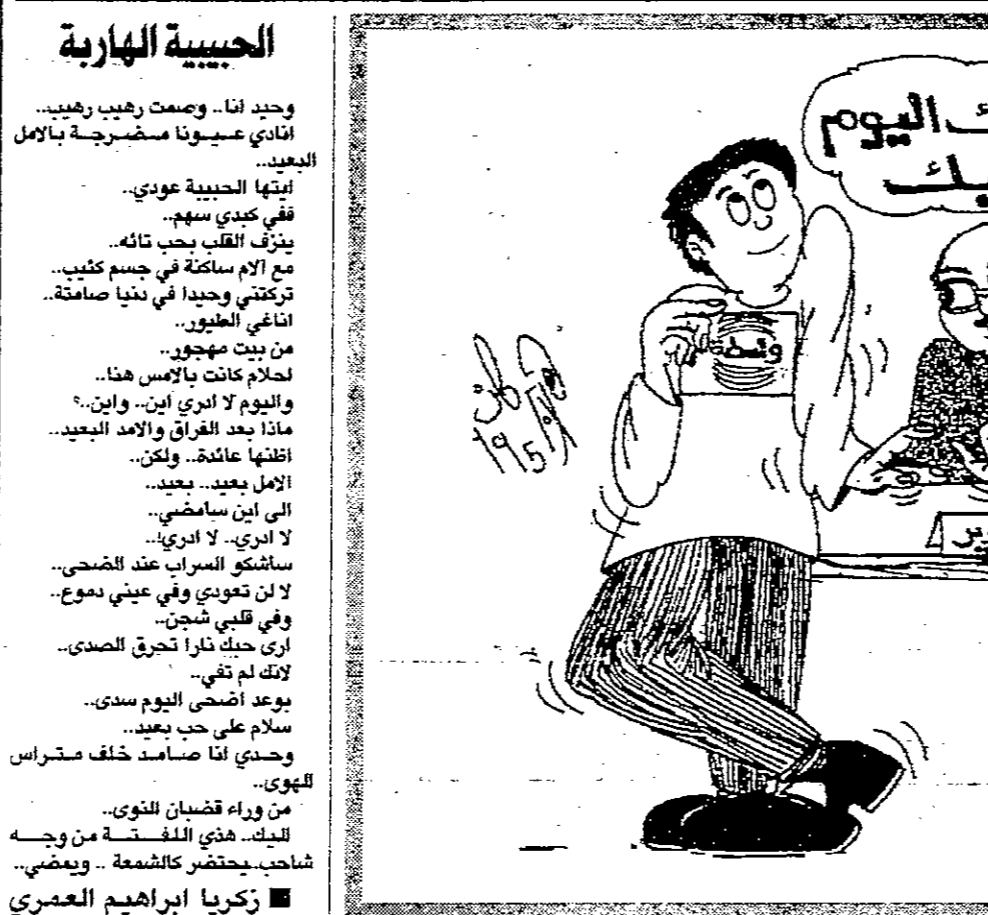 الحبيبة الهاربة
وحيد انا.. وصمت رهيب رهيب..
انادي عيونا مضرجة بالامل
البعيد..
ايتها الحبيبة عودي..
ففي كبدي سهم..
ينزف القلب بحب تائه..
مع آلام ساكنة في جسم كئيب..
تركتني وحيدا في دنيا صامتة..
اناغي الطيور..
من بيت مهجور..
لحلام كانت بالامس هنا..
واليوم لا ادري اين.. واين..؟
ماذا بعد الفراق والامد البعيد..
اظنها عائدة.. ولكن..
الامل بعيد.. بعيد..
الى اين سامضي..
لا ادري.. لا ادري!..
سأشكو السراب عند الضحى..
لا لن تعودي وفي عيني دموع..
وفي قلبي شجن..
ارى حبك نارا تحرق الصدى..
لانك لم تفي..
بوعد اضحى اليوم سدى..
سلام على حب بعيد..
وحدي انا صامد خلف متراس
الهوى..
من وراء قضبان النوى..
اليك.. هذي اللفتة من وجه
شاحب..يحتضر كالشمعة .. ويمضي..
■ زكريا ابراهيم العمري
ك اليوم
بك
واسطة
ير